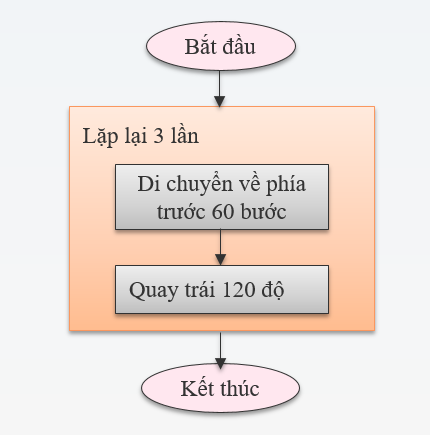 Bắt đầu
Lặp lại 3 lần
Di chuyển về phía
trước 60 bước
Quay trái 120 độ
Kết thúc